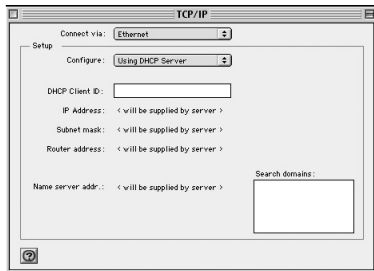 TCP/IP
Connect via: Ethernet
Setup
Configure: Using DHCP Server
DHCP Client ID:
IP Address: < will be supplied by server >
Subnet mask: < will be supplied by server >
Router address: < will be supplied by server >
Search domains:
Name server addr.: < will be supplied by server >
?